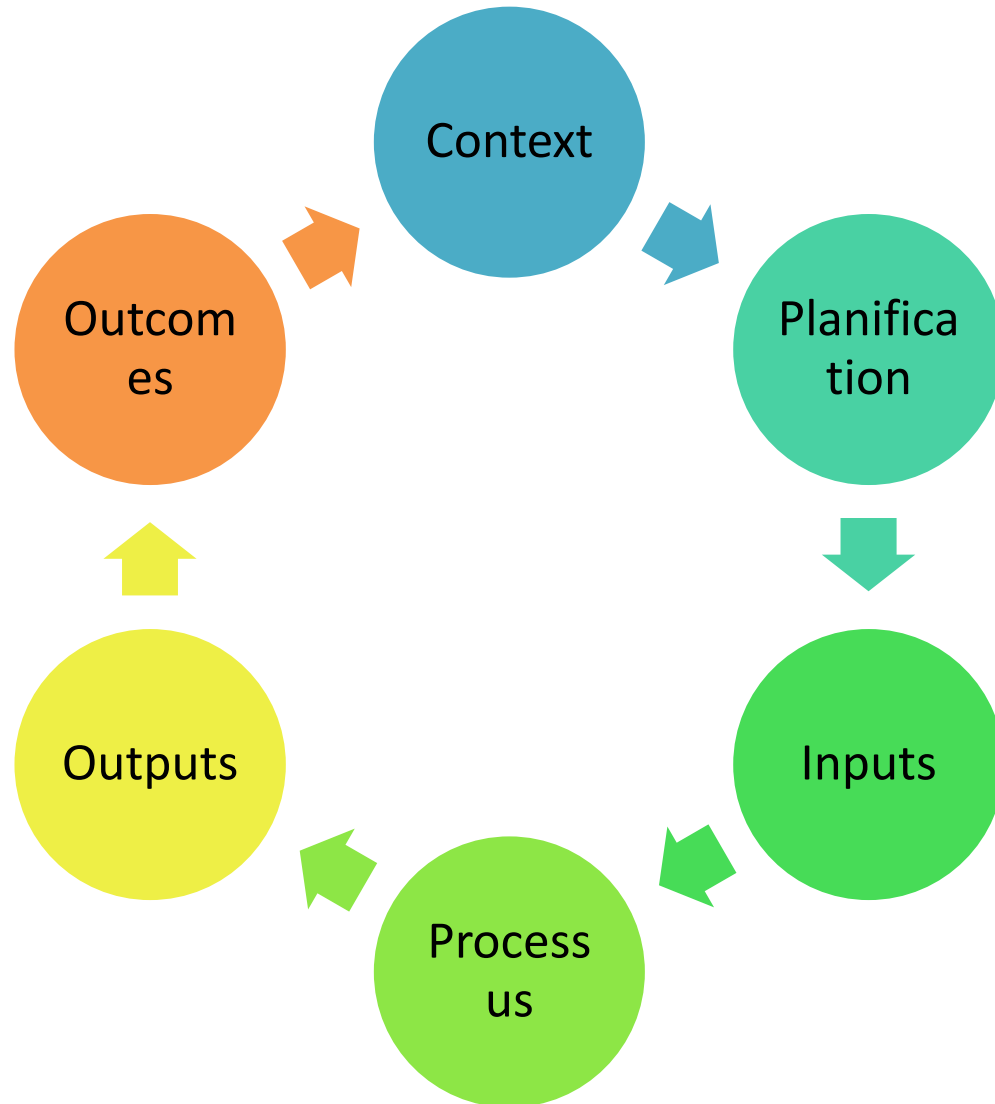 Context
Planifica
tion
Inputs
Process
us
Outputs
Outcom
es